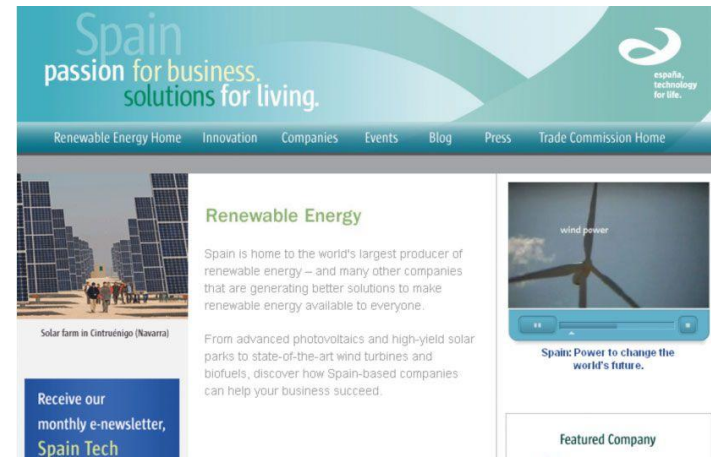 Spain
passion for business.
solutions for living.
españa,
technology
for life.
Renewable Energy Home Innovation Companies Events Blog Press Trade Commission Home
Solar farm in Cintruénigo (Navarra)
Receive our
monthly e-newsletter,
Spain Tech
Renewable Energy
Spain is home to the world's largest producer of
renewable energy – and many other companies
that are generating better solutions to make
renewable energy available to everyone.
From advanced photovoltaics and high-yield solar
parks to state-of-the-art wind turbines and
biofuels, discover how Spain-based companies
can help your business succeed.
wind power
Spain: Power to change the
world's future.
Featured Company